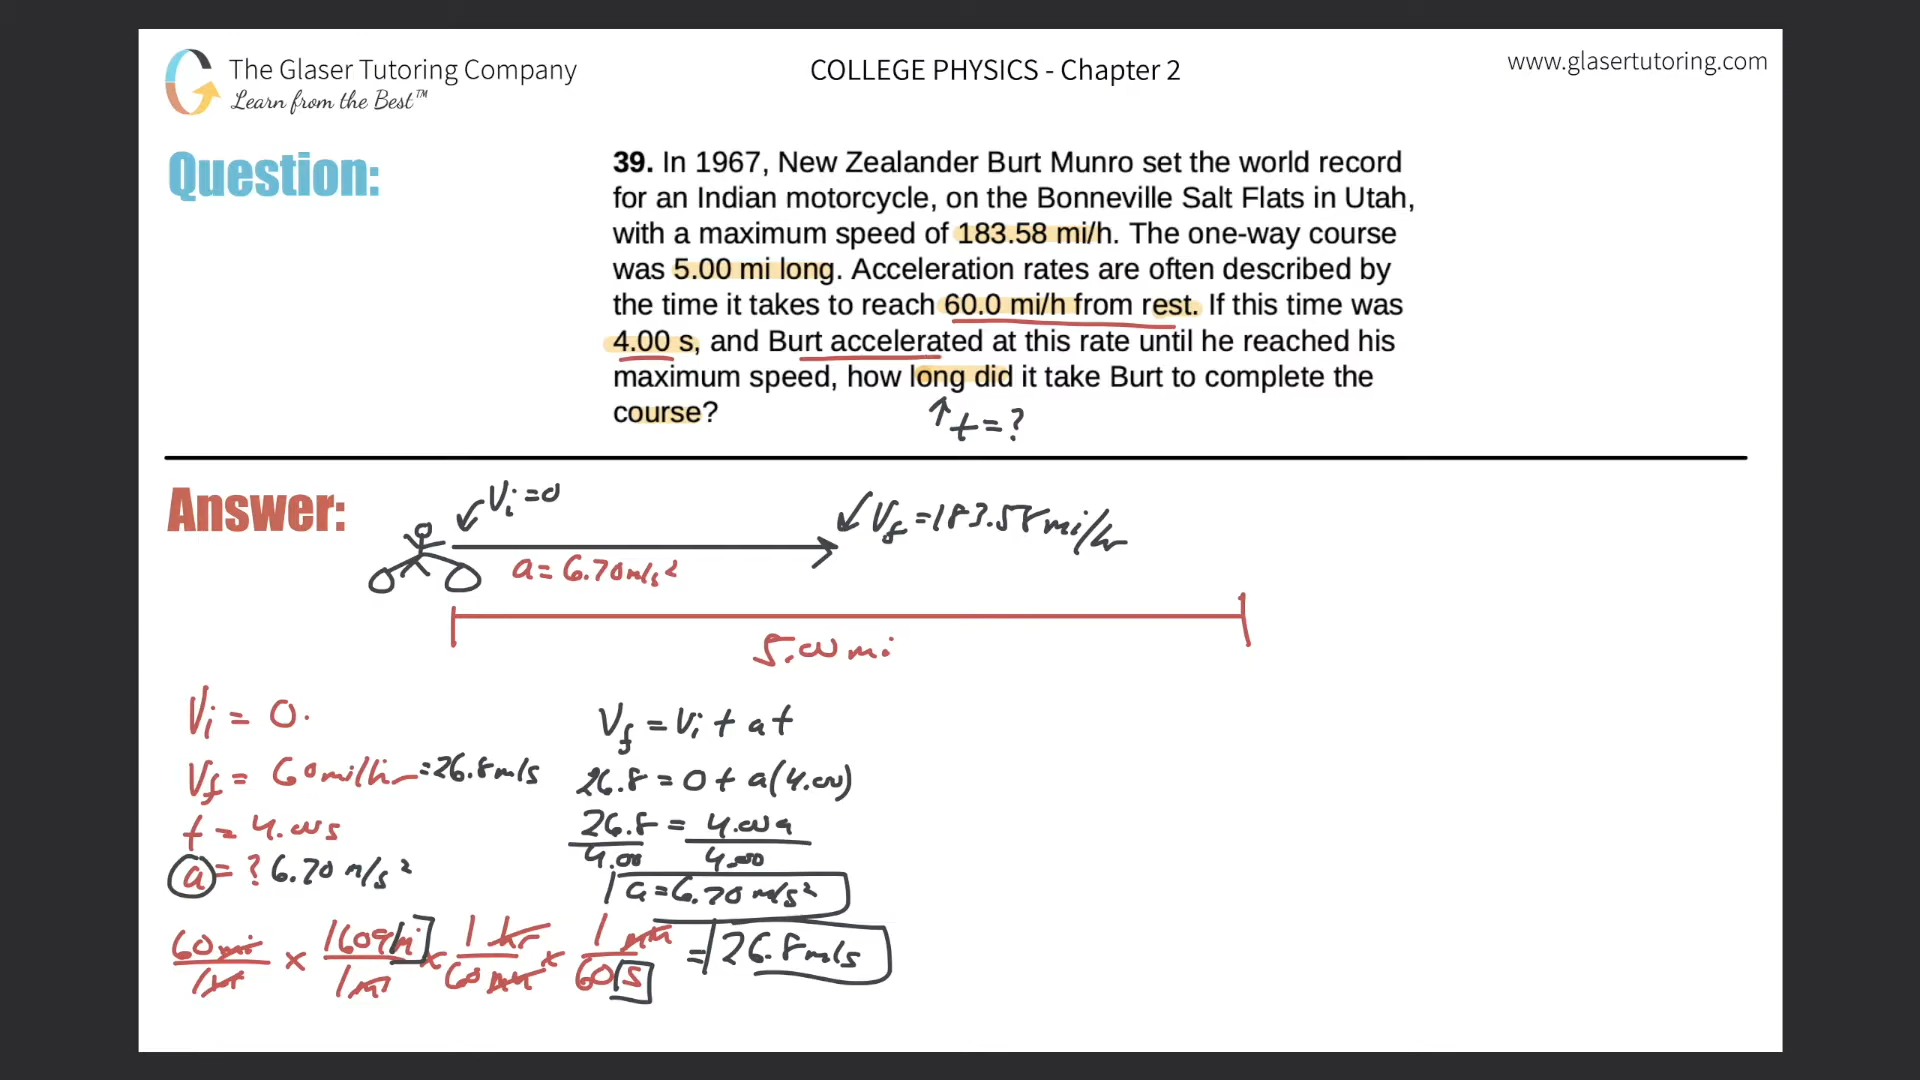 The Glaser Tutoring Company
Learn from the Best™
COLLEGE PHYSICS - Chapter 2
www.glasertutoring.com
Question:
39. In 1967, New Zealander Burt Munro set the world record
for an Indian motorcycle, on the Bonneville Salt Flats in Utah,
with a maximum speed of 183.58 mi/h. The one-way course
was 5.00 mi long. Acceleration rates are often described by
the time it takes to reach 60.0 mi/h from rest. If this time was
4.00 s, and Burt accelerated at this rate until he reached his
maximum speed, how long did it take Burt to complete the
course?
↑ t = ?
Answer:
Vi = 0
Vf = 183.58 mi/hr
a = 6.70 m/s²
5.00 mi
Vi = 0.
Vf = Vi + at
Vf = 60 mi/hr = 26.8 m/s
26.8 = 0 + a(4.00)
t = 4.00 s
26.8 = 4.00a
4.00 4.00
a = ? 6.70 m/s²
a = 6.70 m/s²
60 mi × 1609 m × 1 hr × 1 min = 26.8 m/s
1 hr 1 mi 60 min 60 s